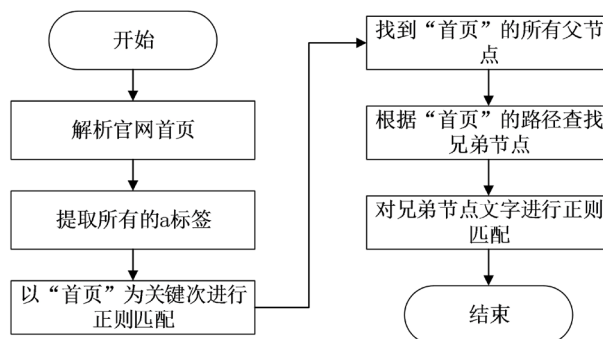 开始
解析官网首页
提取所有的a标签
以“首页”为关键次进行
正则匹配
找到“首页”的所有父节
点
根据“首页”的路径查找
兄弟节点
对兄弟节点文字进行正则
匹配
结束